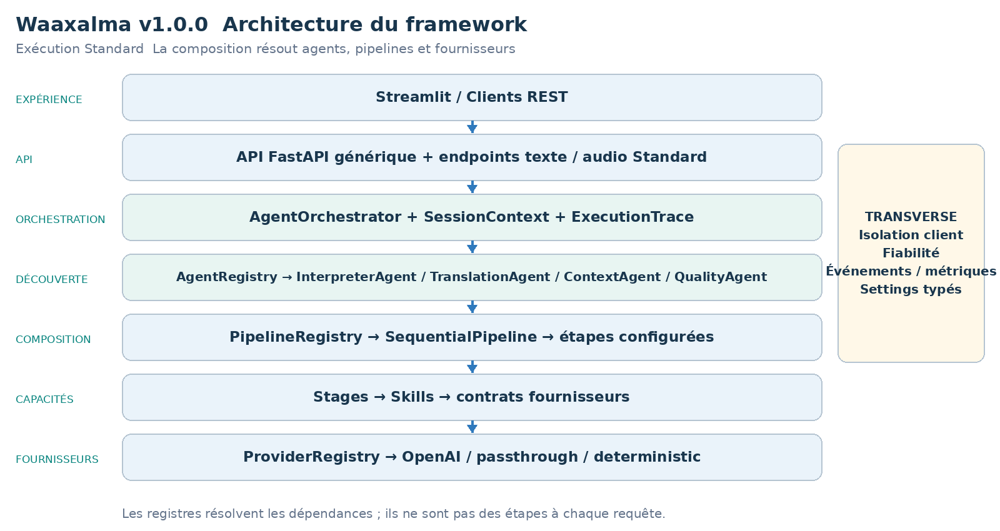 Waaxalma v1.0.0  Architecture du framework
Exécution Standard  La composition résout agents, pipelines et fournisseurs
EXPÉRIENCE
Streamlit / Clients REST
API
API FastAPI générique + endpoints texte / audio Standard
ORCHESTRATION
AgentOrchestrator + SessionContext + ExecutionTrace
DÉCOUVERTE
AgentRegistry → InterpreterAgent / TranslationAgent / ContextAgent / QualityAgent
COMPOSITION
PipelineRegistry → SequentialPipeline → étapes configurées
CAPACITÉS
Stages → Skills → contrats fournisseurs
FOURNISSEURS
ProviderRegistry → OpenAI / passthrough / deterministic
TRANSVERSE
Isolation client
Fiabilité
Événements / métriques
Settings typés
Les registres résolvent les dépendances ; ils ne sont pas des étapes à chaque requête.